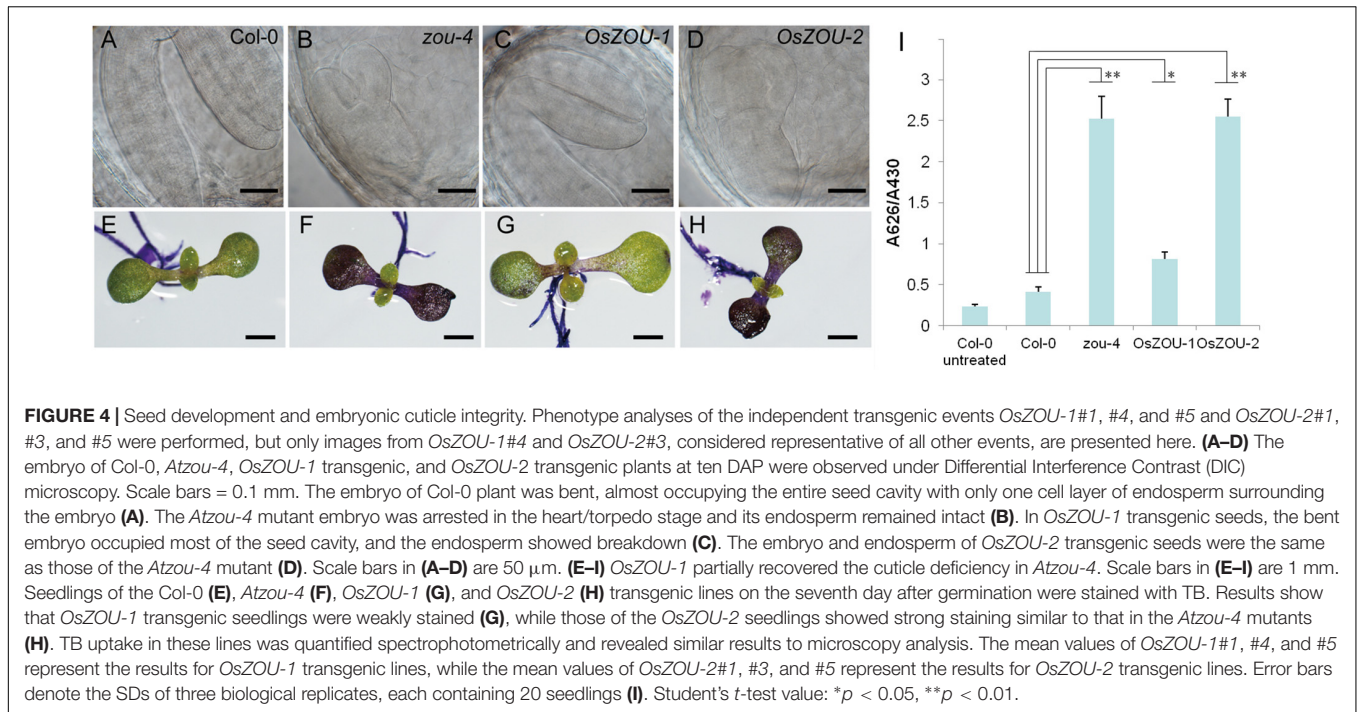 A Col-0
B zou-4
C OsZOU-1
D OsZOU-2
E
F
G
H
I
A626/A430
3
2.5
2
1.5
1
0.5
0
** * **
Col-0 Col-0 zou-4 OsZOU-1 OsZOU-2
untreated
FIGURE 4 | Seed development and embryonic cuticle integrity. Phenotype analyses of the independent transgenic events OsZOU-1#1, #4, and #5 and OsZOU-2#1,
#3, and #5 were performed, but only images from OsZOU-1#4 and OsZOU-2#3, considered representative of all other events, are presented here. (A–D) The
embryo of Col-0, Atzou-4, OsZOU-1 transgenic, and OsZOU-2 transgenic plants at ten DAP were observed under Differential Interference Contrast (DIC)
microscopy. Scale bars = 0.1 mm. The embryo of Col-0 plant was bent, almost occupying the entire seed cavity with only one cell layer of endosperm surrounding
the embryo (A). The Atzou-4 mutant embryo was arrested in the heart/torpedo stage and its endosperm remained intact (B). In OsZOU-1 transgenic seeds, the bent
embryo occupied most of the seed cavity, and the endosperm showed breakdown (C). The embryo and endosperm of OsZOU-2 transgenic seeds were the same
as those of the Atzou-4 mutant (D). Scale bars in (A–D) are 50 μm. (E–I) OsZOU-1 partially recovered the cuticle deficiency in Atzou-4. Scale bars in (E–I) are 1 mm.
Seedlings of the Col-0 (E), Atzou-4 (F), OsZOU-1 (G), and OsZOU-2 (H) transgenic lines on the seventh day after germination were stained with TB. Results show
that OsZOU-1 transgenic seedlings were weakly stained (G), while those of the OsZOU-2 seedlings showed strong staining similar to that in the Atzou-4 mutants
(H). TB uptake in these lines was quantified spectrophotometrically and revealed similar results to microscopy analysis. The mean values of OsZOU-1#1, #4, and #5
represent the results for OsZOU-1 transgenic lines, while the mean values of OsZOU-2#1, #3, and #5 represent the results for OsZOU-2 transgenic lines. Error bars
denote the SDs of three biological replicates, each containing 20 seedlings (I). Student's t-test value: *p < 0.05, **p < 0.01.